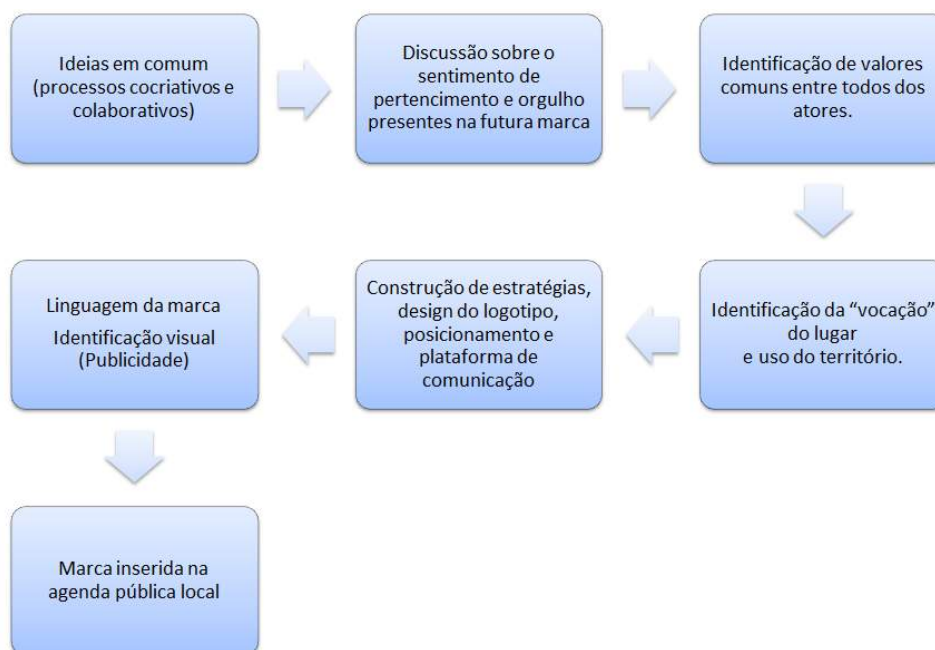 Ideias em comum
(processos cocriativos e
colaborativos)
Discussão sobre o
sentimento de
pertencimento e orgulho
presentes na futura marca
Identificação de valores
comuns entre todos dos
atores.
Identificação da “vocação”
do lugar
e uso do território.
Construção de estratégias,
design do logotipo,
posicionamento e
plataforma de
comunicação
Linguagem da marca
Identificação visual
(Publicidade)
Marca inserida na
agenda pública local